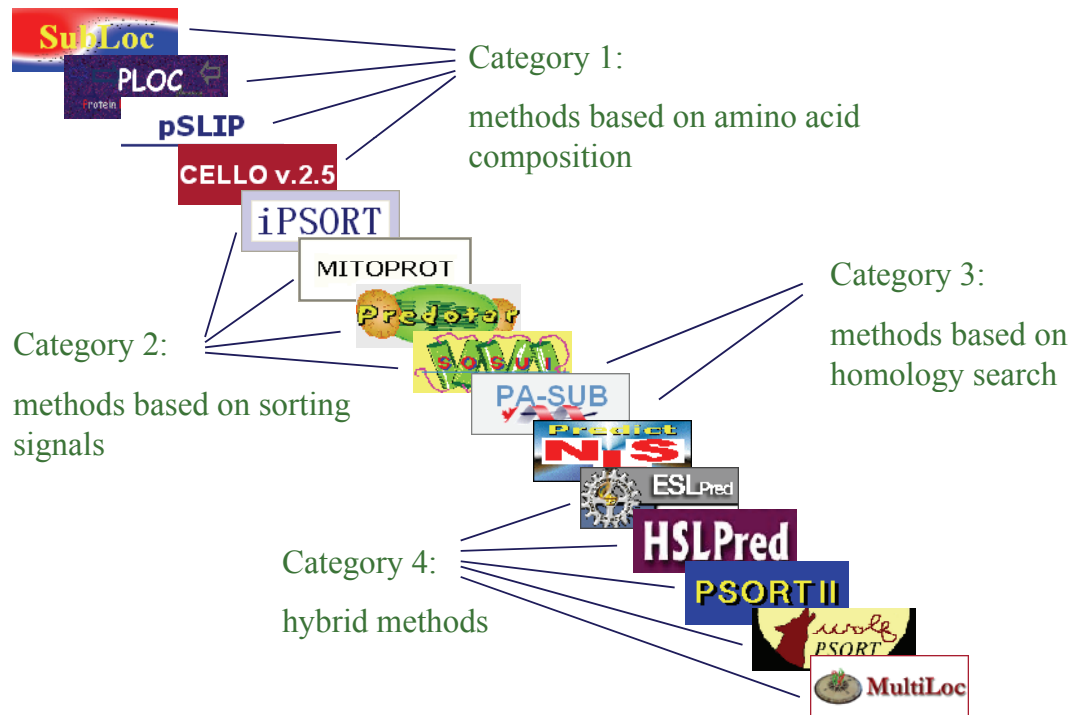 SubLoc
PLOC
Protein
pSLIP
CELLO v.2.5
iPSORT
MITOPROT
Predotar
SOSUI
PA-SUB
Predict
NLS
ESLPred
HSLPred
PSORT II
wolf
PSORT
MultiLoc
Category 1:
methods based on amino acid
composition
Category 2:
methods based on sorting
signals
Category 3:
methods based on
homology search
Category 4:
hybrid methods